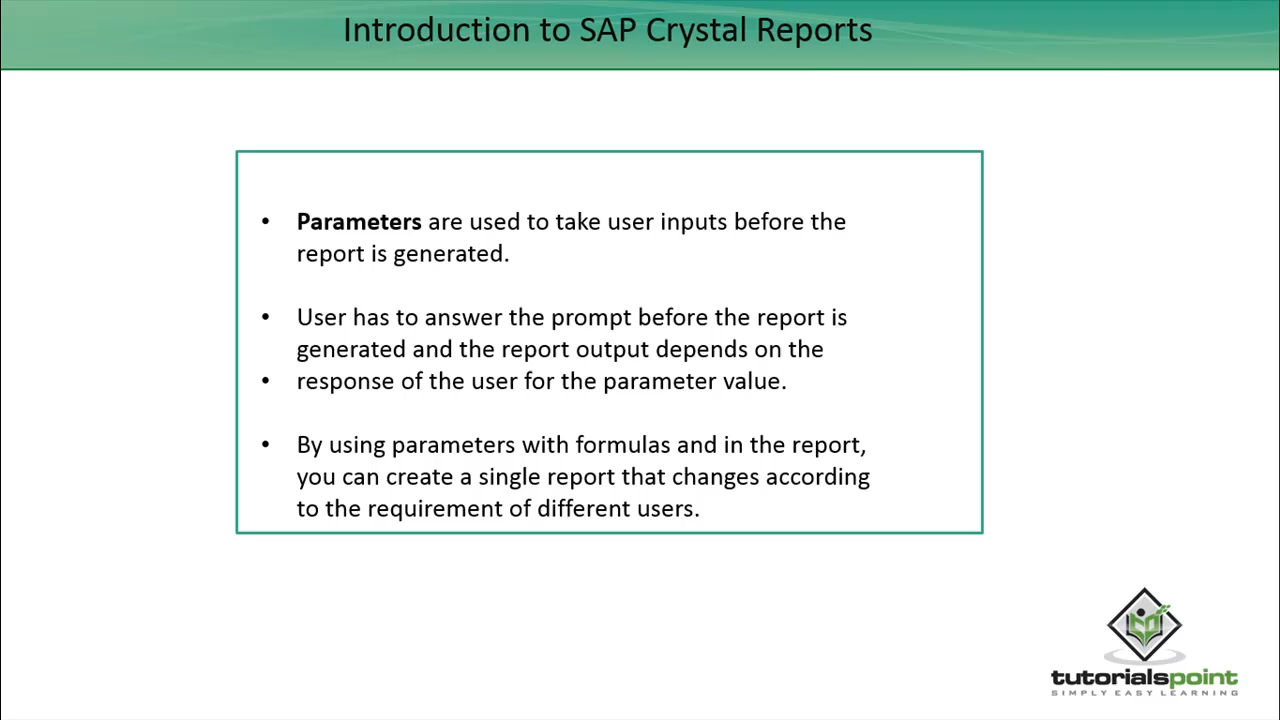 Introduction to SAP Crystal Reports
• Parameters are used to take user inputs before the
report is generated.
• User has to answer the prompt before the report is
generated and the report output depends on the
• response of the user for the parameter value.
• By using parameters with formulas and in the report,
you can create a single report that changes according
to the requirement of different users.
tutorialspoint
SIMPLY EASY LEARNING